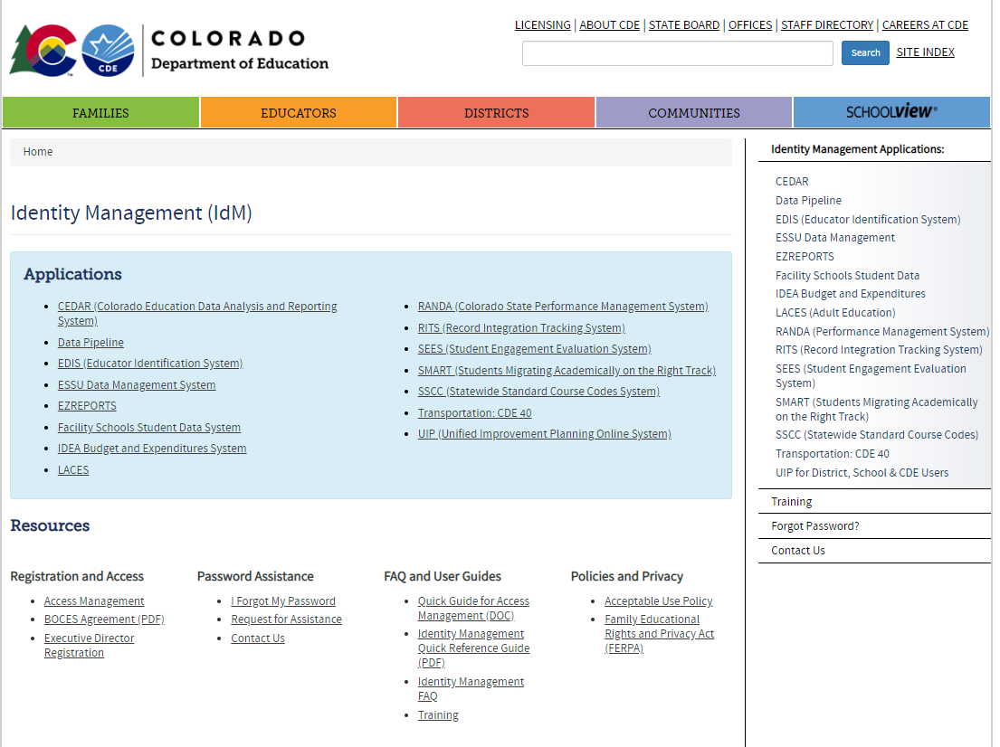 COLORADO
Department of Education
CDE
TM
LICENSING | ABOUT CDE | STATE BOARD | OFFICES | STAFF DIRECTORY | CAREERS AT CDE
Search SITE INDEX
FAMILIES EDUCATORS DISTRICTS COMMUNITIES SCHOOLVIEW®
Home
Identity Management (IdM)
Applications
CEDAR (Colorado Education Data Analysis and Reporting
System)
Data Pipeline
EDIS (Educator Identification System)
ESSU Data Management System
EZREPORTS
Facility Schools Student Data System
IDEA Budget and Expenditures System
LACES
RANDA (Colorado State Performance Management System)
RITS (Record Integration Tracking System)
SEES (Student Engagement Evaluation System)
SMART (Students Migrating Academically on the Right Track)
SSCC (Statewide Standard Course Codes System)
Transportation: CDE 40
UIP (Unified Improvement Planning Online System)
Resources
Registration and Access
Access Management
BOCES Agreement (PDF)
Executive Director
Registration
Password Assistance
I Forgot My Password
Request for Assistance
Contact Us
FAQ and User Guides
Quick Guide for Access
Management (DOC)
Identity Management
Quick Reference Guide
(PDF)
Identity Management
FAQ
Training
Policies and Privacy
Acceptable Use Policy
Family Educational
Rights and Privacy Act
(FERPA)
Identity Management Applications:
CEDAR
Data Pipeline
EDIS (Educator Identification System)
ESSU Data Management
EZREPORTS
Facility Schools Student Data
IDEA Budget and Expenditures
LACES (Adult Education)
RANDA (Performance Management System)
RITS (Record Integration Tracking System)
SEES (Student Engagement Evaluation
System)
SMART (Students Migrating Academically
on the Right Track)
SSCC (Statewide Standard Course Codes)
Transportation: CDE 40
UIP for District, School & CDE Users
Training
Forgot Password?
Contact Us